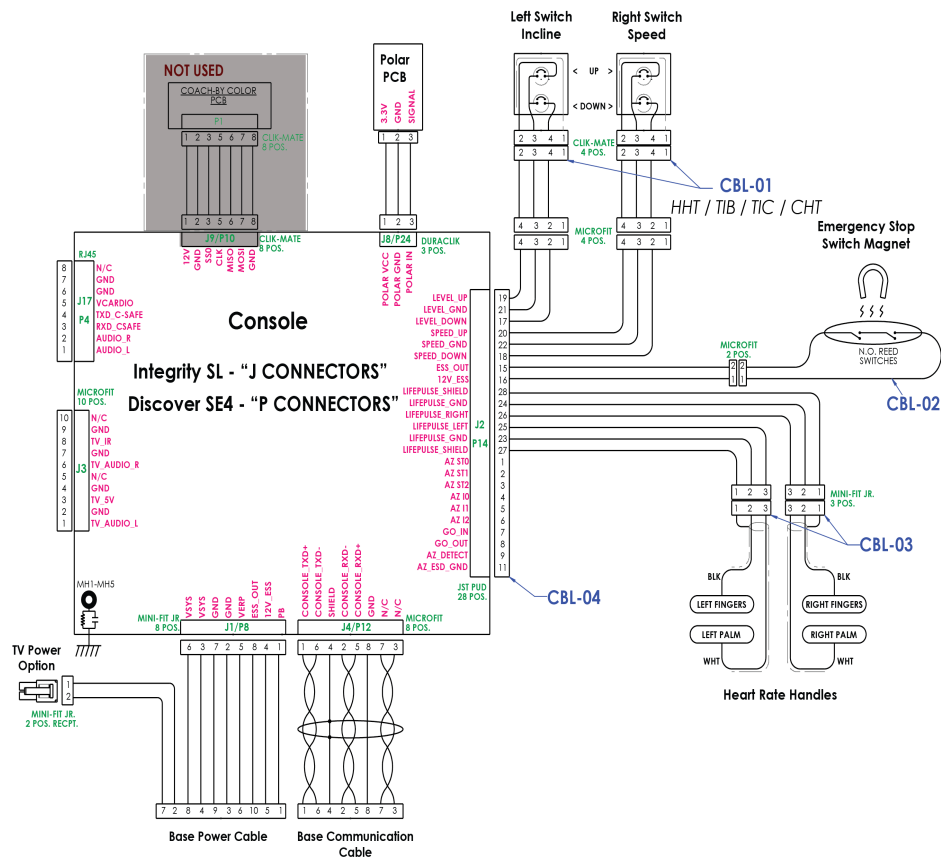 Left Switch
Incline
Right Switch
Speed
< UP >
< DOWN >
2 3 4 1
2 3 4 1
CLIK-MATE
4 POS.
2 3 4 1
2 3 4 1
CBL-01
HHT / TIB / TIC / CHT
4 3 2 1
4 3 2 1
MICROFIT
4 POS.
4 3 2 1
4 3 2 1
NOT USED
COACH-BY COLOR
PCB
P1
1 2 3 5 4 6 7 8
CLIK-MATE
8 POS.
1 2 3 5 4 6 7 8
J9/P10
CLIK-MATE
8 POS.
12V
GND
SS0
CLK
MISO
MOSI
GND
Polar
PCB
3.3V
GND
SIGNAL
1 2 3
1 2 3
J8/P24
DURACLIK
3 POS.
POLAR VCC
POLAR GND
POLAR IN
Emergency Stop
Switch Magnet
N.O. REED
SWITCHES
MICROFIT
2 POS.
2 2
1 1
CBL-02
RJ45
J17
P4
8 N/C
7 GND
6 GND
5 VCARDIO
4 TXD_C-SAFE
3 RXD_CSAFE
2 AUDIO_R
1 AUDIO_L
Console
Integrity SL - “J CONNECTORS”
Discover SE4 - “P CONNECTORS”
MICROFIT
10 POS.
J3
10 N/C
9 GND
8 TV_IR
7 GND
6 TV_AUDIO_R
5 N/C
4 GND
3 TV_5V
2 GND
1 TV_AUDIO_L
J2
P14
LEVEL_UP 19
LEVEL_GND 21
LEVEL_DOWN 17
SPEED_UP 20
SPEED_GND 22
SPEED_DOWN 18
ESS_OUT 15
12V_ESS 16
LIFEPULSE_SHIELD 28
LIFEPULSE_GND 24
LIFEPULSE_RIGHT 26
LIFEPULSE_LEFT 25
LIFEPULSE_GND 23
LIFEPULSE_SHIELD 27
AZ ST0 1
AZ ST1 2
AZ ST2 3
AZ I0 4
AZ I1 5
AZ I2 6
GO_IN 7
GO_OUT 8
AZ_DETECT 9
AZ_ESD_GND 11
JST PUD
28 POS.
CBL-04
1 2 3
1 2 3
3 2 1
3 2 1
MINI-FIT JR.
3 POS.
CBL-03
BLK
LEFT FINGERS
LEFT PALM
WHT
BLK
RIGHT FINGERS
RIGHT PALM
WHT
Heart Rate Handles
MH1-MH5
MINI-FIT JR.
8 POS.
VSYS
VSYS
GND
GND
VERP
ESS_OUT
12V_ESS
PB
J1/P8
6 3 7 2 5 8 4 1
CONSOLE_TXD+
CONSOLE_TXD-
SHIELD
CONSOLE_RXD-
CONSOLE_RXD+
GND
N/C
N/C
J4/P12
MICROFIT
8 POS.
1 6 4 2 5 8 7 3
TV Power
Option
1
2
MINI-FIT JR.
2 POS. RECPT.
7 2 8 4 9 3 6 10 5 1
Base Power Cable
1 6 4 2 5 8 7 3
Base Communication
Cable